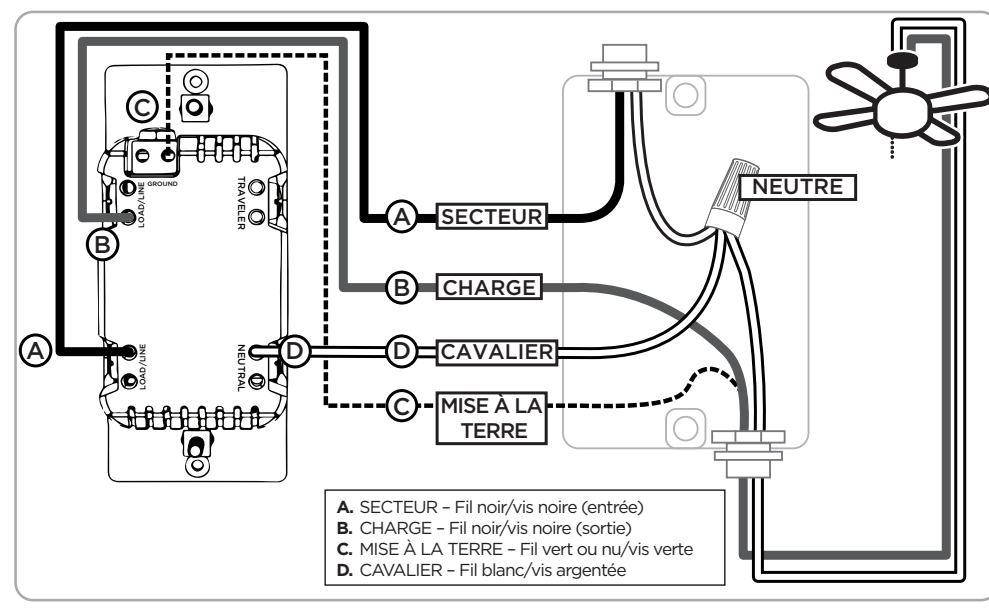 C
GROUND
LOAD/LINE
TRAVELER
B
A
LOAD/LINE
NEUTRAL
D
A SECTEUR
B CHARGE
D CAVALIER
C MISE À LA
TERRE
NEUTRE
A. SECTEUR – Fil noir/vis noire (entrée)
B. CHARGE – Fil noir/vis noire (sortie)
C. MISE À LA TERRE – Fil vert ou nu/vis verte
D. CAVALIER – Fil blanc/vis argentée